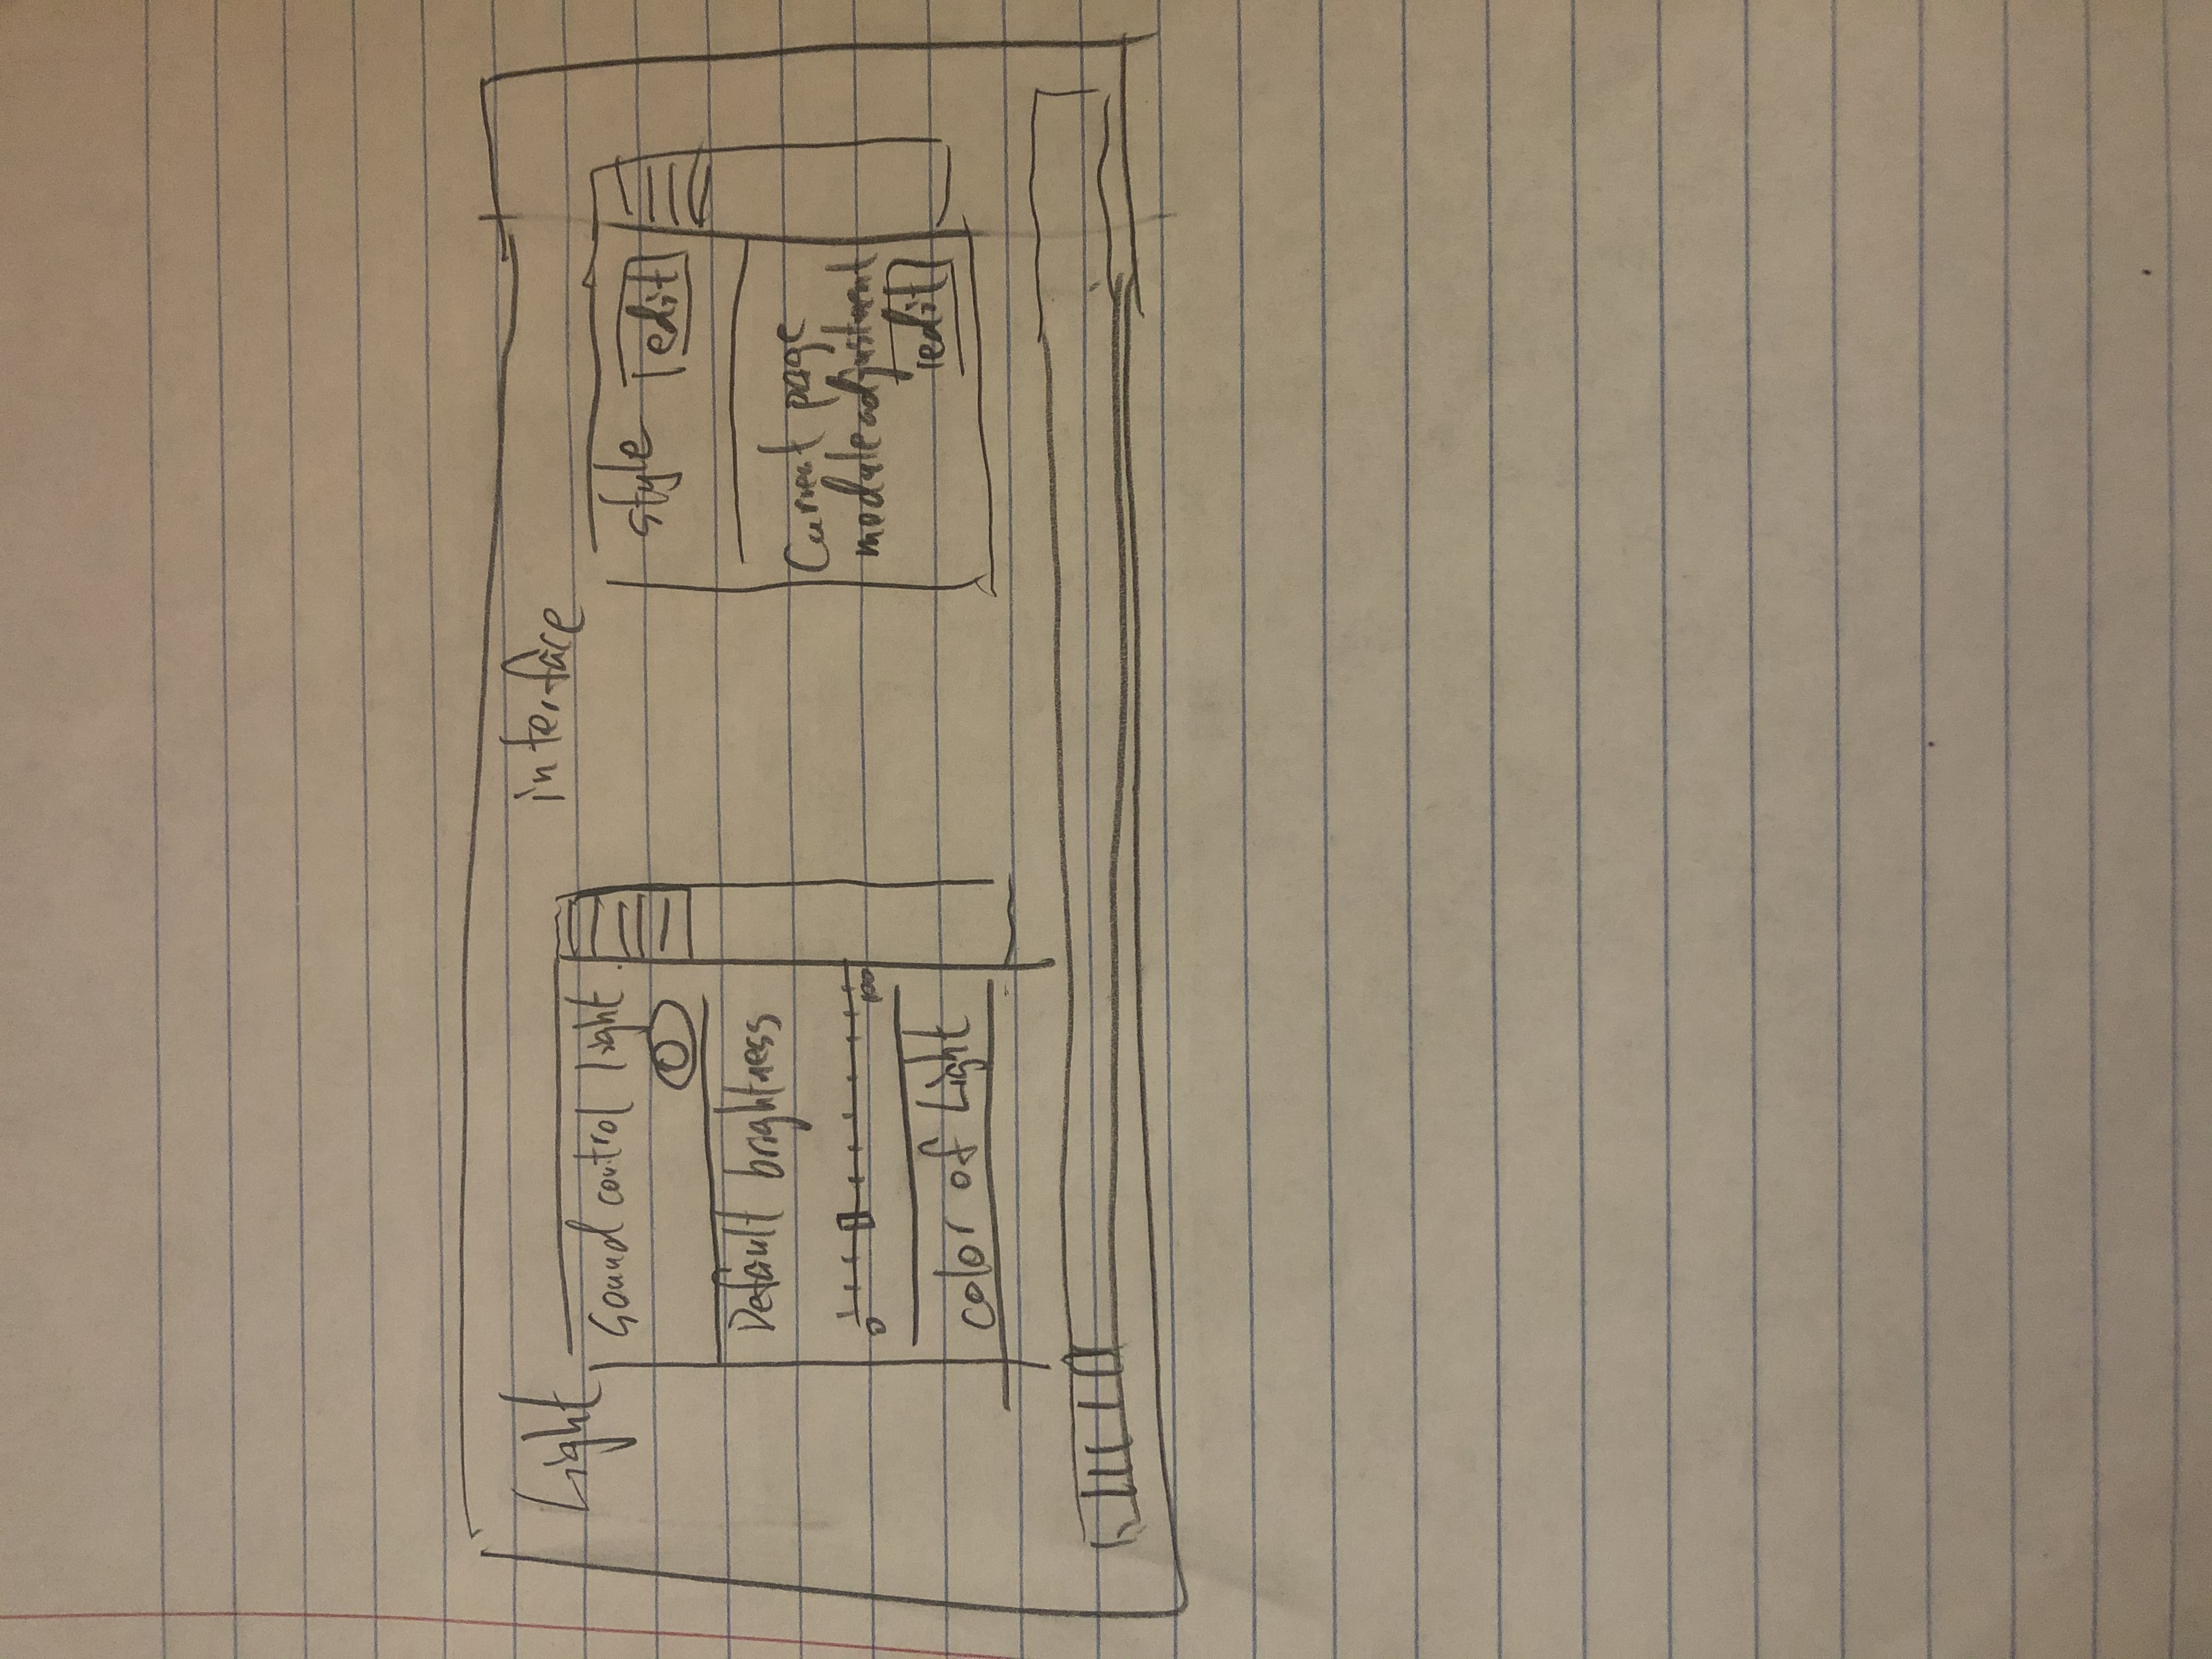 Light
Sound control light
Default brightness
0 100
color of Light
interface
style edit
Current page
module adjustment
edit